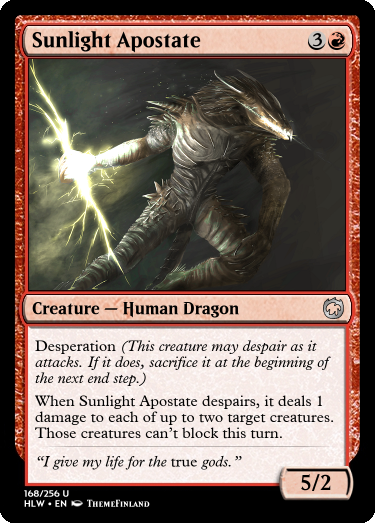 Sunlight Apostate 3
Creature — Human Dragon
Desperation (This creature may despair as it
attacks. If it does, sacrifice it at the beginning of
the next end step.)
When Sunlight Apostate despairs, it deals 1
damage to each of up to two target creatures.
Those creatures can't block this turn.
"I give my life for the true gods."
5/2
168/256 U
HLW • EN ThemeFinland